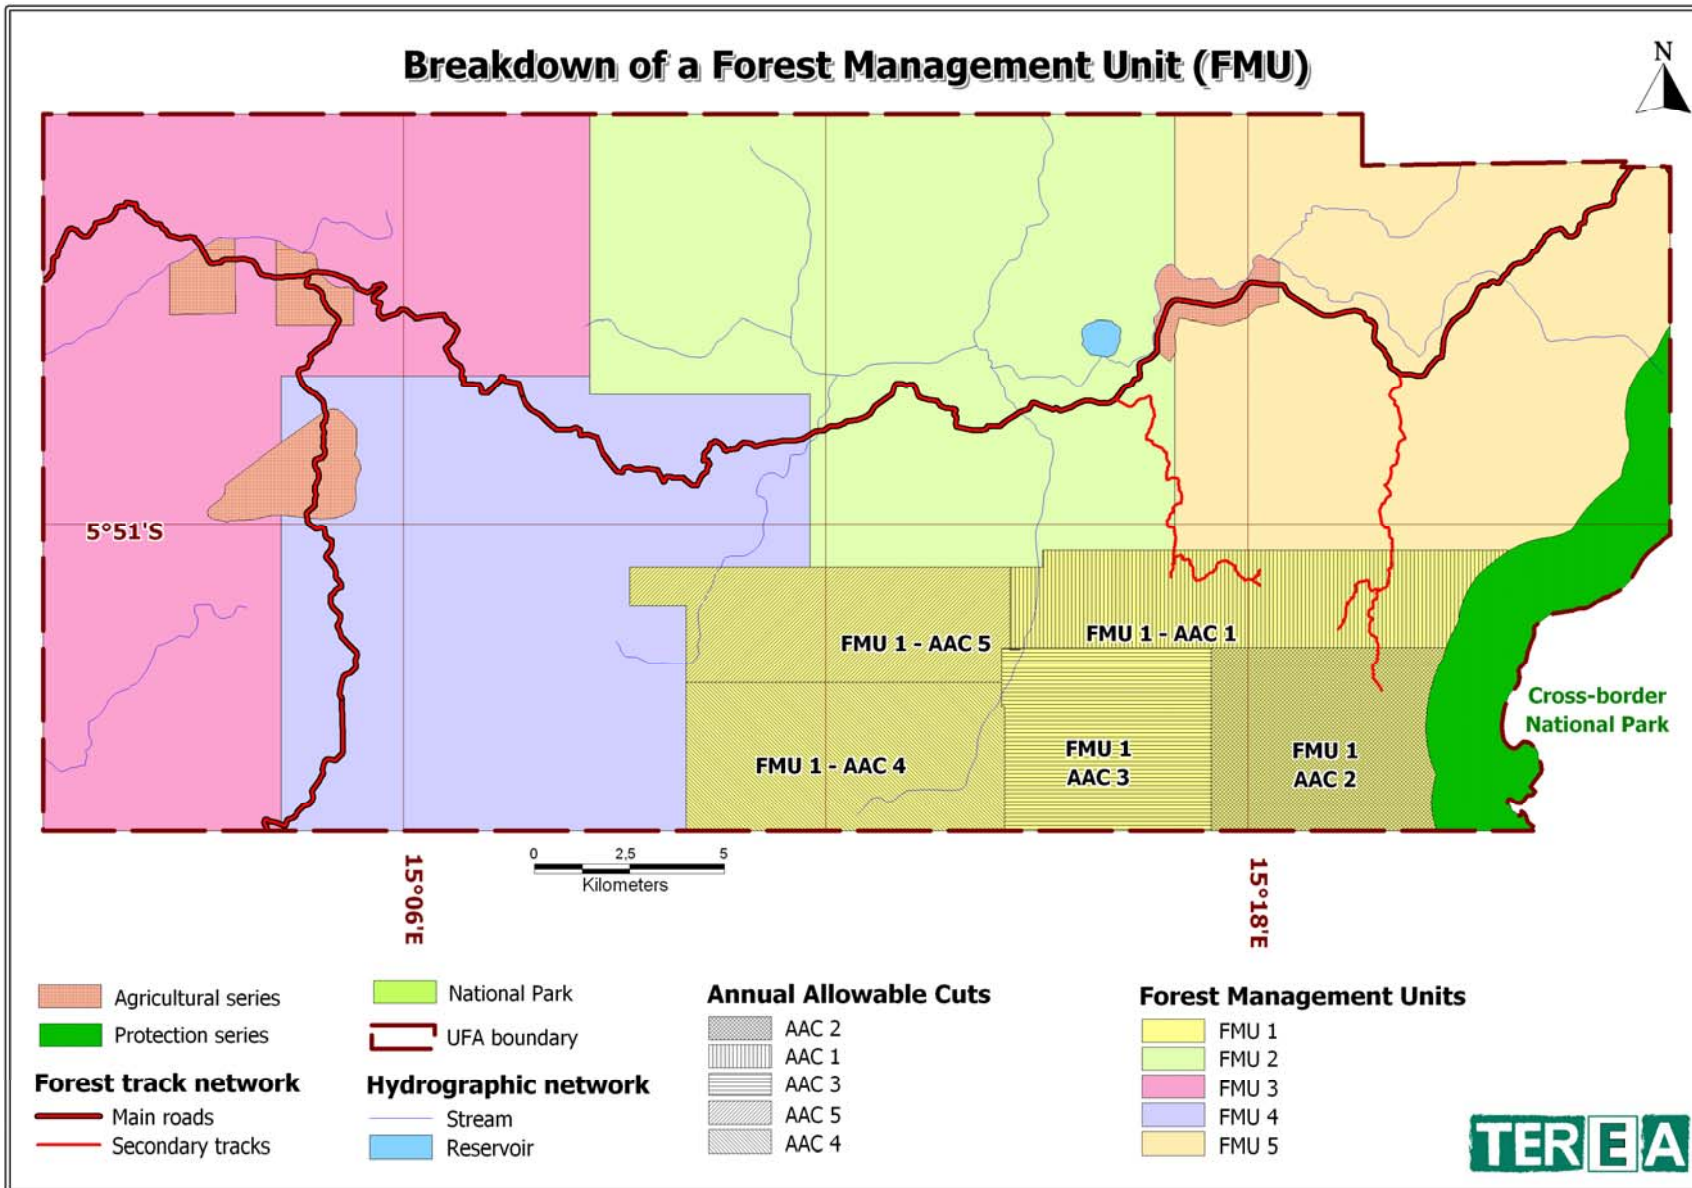 Breakdown of a Forest Management Unit (FMU)
N
5°51'S
FMU 1 - AAC 5
FMU 1 - AAC 1
Cross-border
National Park
FMU 1 - AAC 4
FMU 1
AAC 3
FMU 1
AAC 2
0 2,5 5
Kilometers
15°06'E
15°18'E
Agricultural series
Protection series
Forest track network
Main roads
Secondary tracks
National Park
UFA boundary
Hydrographic network
Stream
Reservoir
Annual Allowable Cuts
AAC 2
AAC 1
AAC 3
AAC 5
AAC 4
Forest Management Units
FMU 1
FMU 2
FMU 3
FMU 4
FMU 5
TEREA